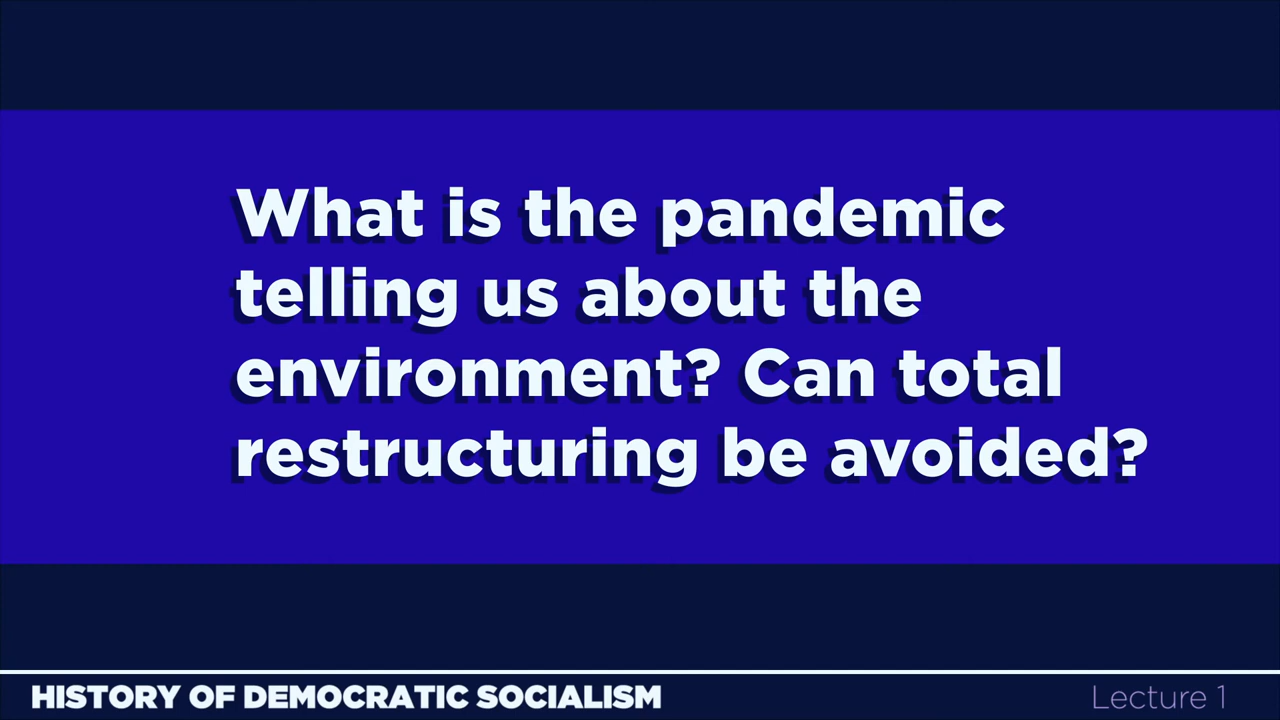 What is the pandemic
telling us about the
environment? Can total
restructuring be avoided?
HISTORY OF DEMOCRATIC SOCIALISM
Lecture 1